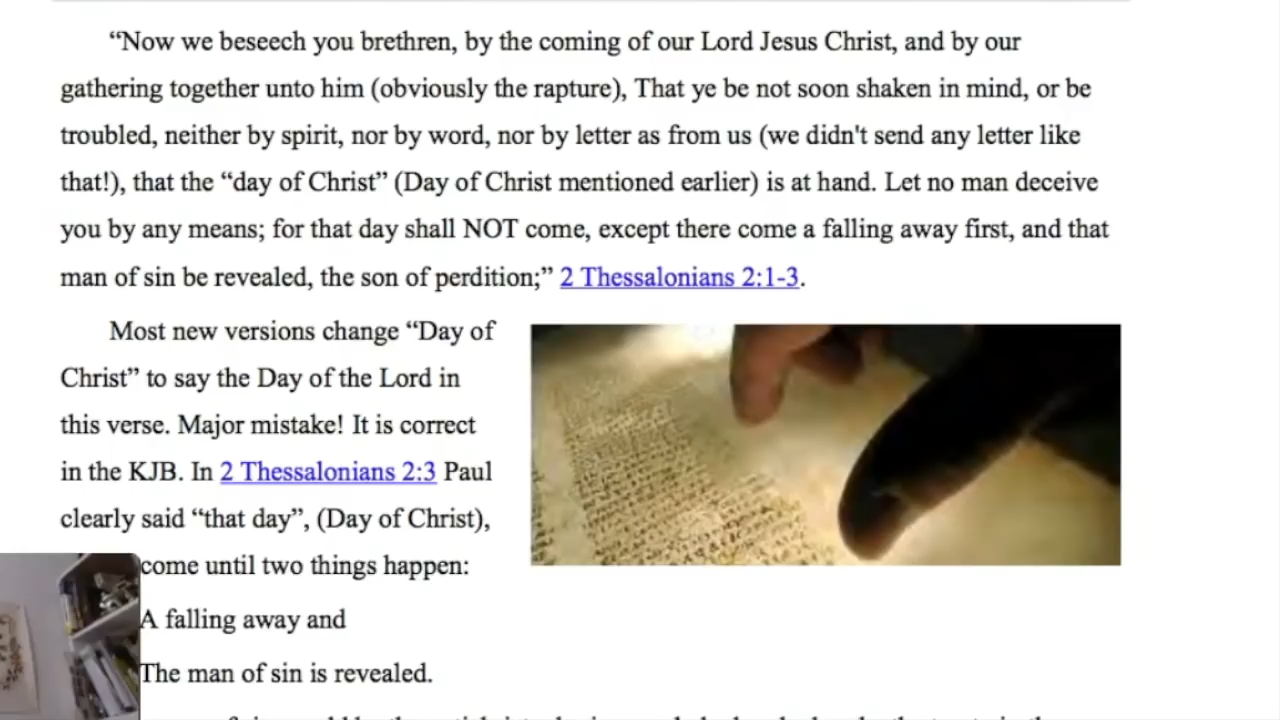 “Now we beseech you brethren, by the coming of our Lord Jesus Christ, and by our
gathering together unto him (obviously the rapture), That ye be not soon shaken in mind, or be
troubled, neither by spirit, nor by word, nor by letter as from us (we didn't send any letter like
that!), that the “day of Christ” (Day of Christ mentioned earlier) is at hand. Let no man deceive
you by any means; for that day shall NOT come, except there come a falling away first, and that
man of sin be revealed, the son of perdition;” 2 Thessalonians 2:1-3.
Most new versions change “Day of
Christ” to say the Day of the Lord in
this verse. Major mistake! It is correct
in the KJB. In 2 Thessalonians 2:3 Paul
clearly said “that day”, (Day of Christ),
come until two things happen:
A falling away and
The man of sin is revealed.